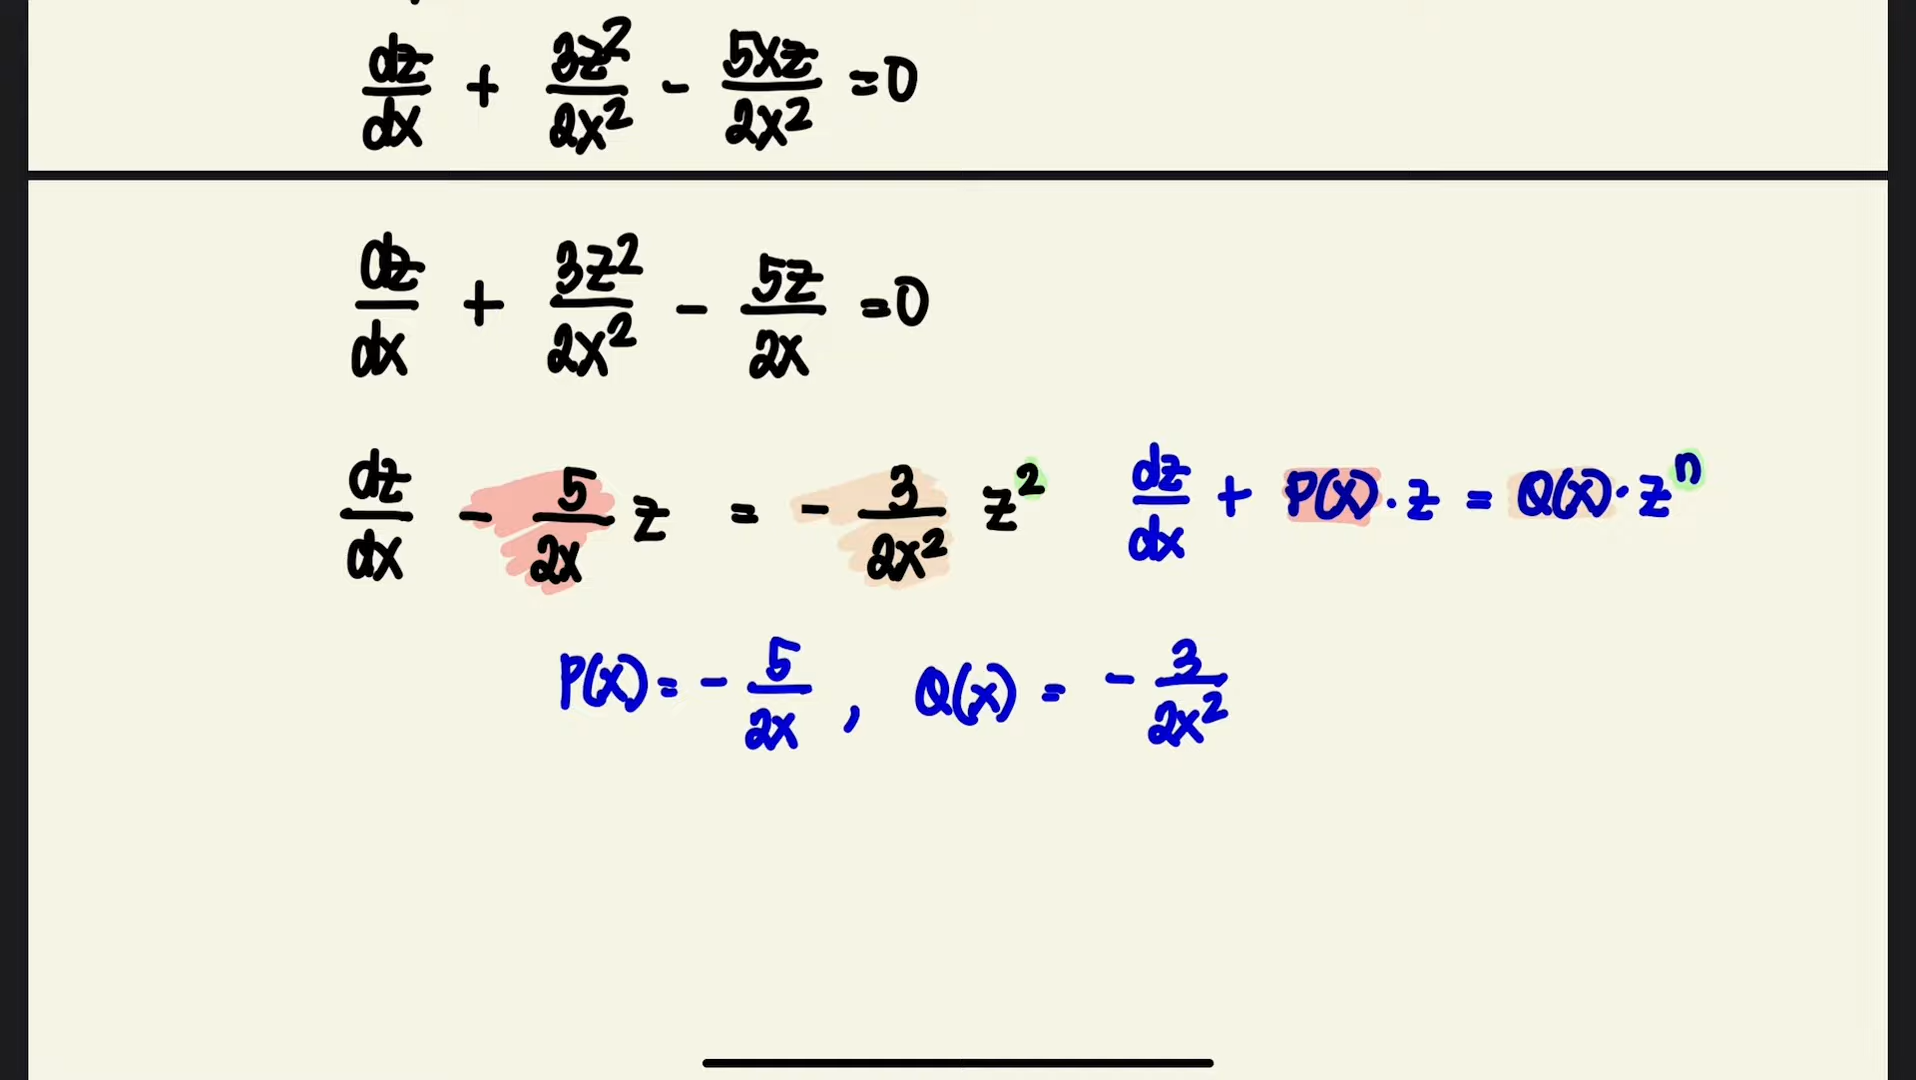 dz/dx + 3z²/2x² - 5xz/2x² = 0
dz/dx + 3z²/2x² - 5z/2x = 0
dz/dx - 5/2x z = - 3/2x² z² dz/dx + P(x)·z = Q(x)·zⁿ
P(x) = - 5/2x , Q(x) = - 3/2x²